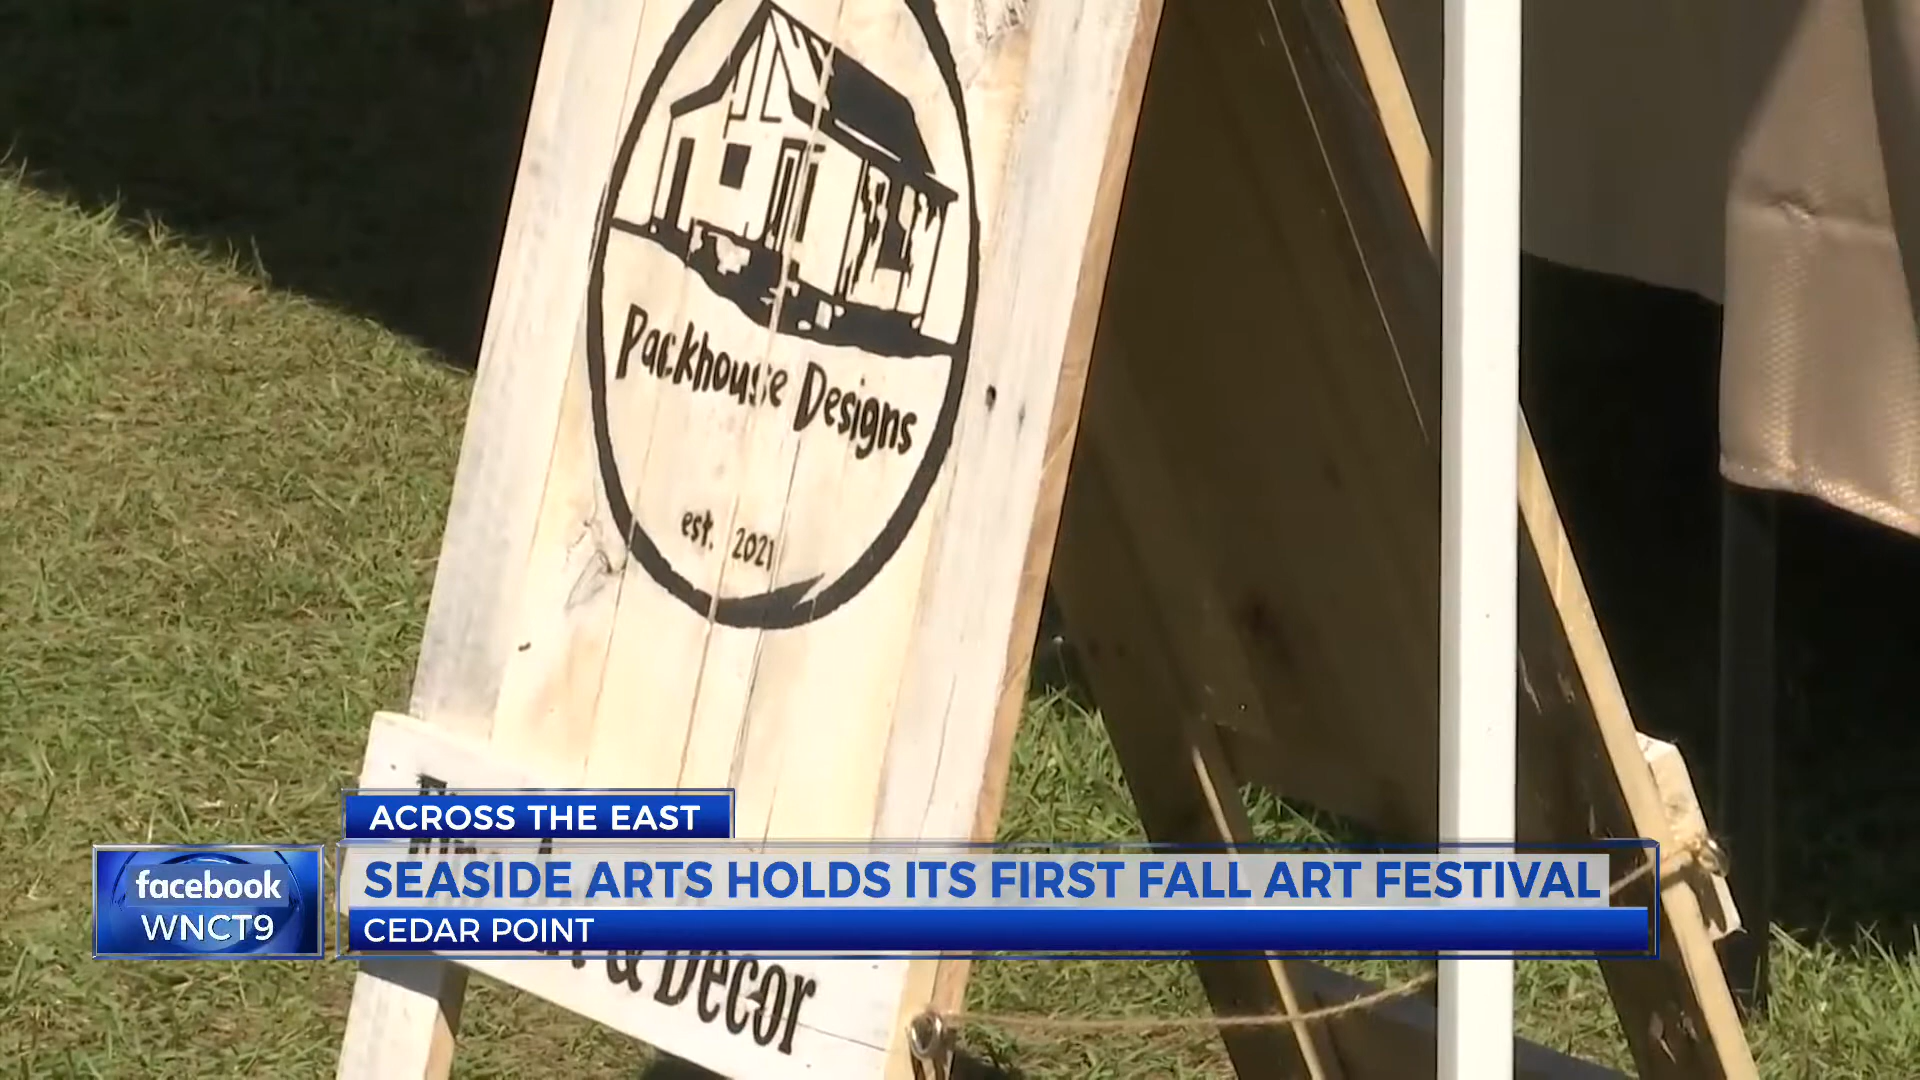 Packhouse Designs
est. 2021
ACROSS THE EAST
SEASIDE ARTS HOLDS ITS FIRST FALL ART FESTIVAL
CEDAR POINT
facebook
WNCT9
& Decor